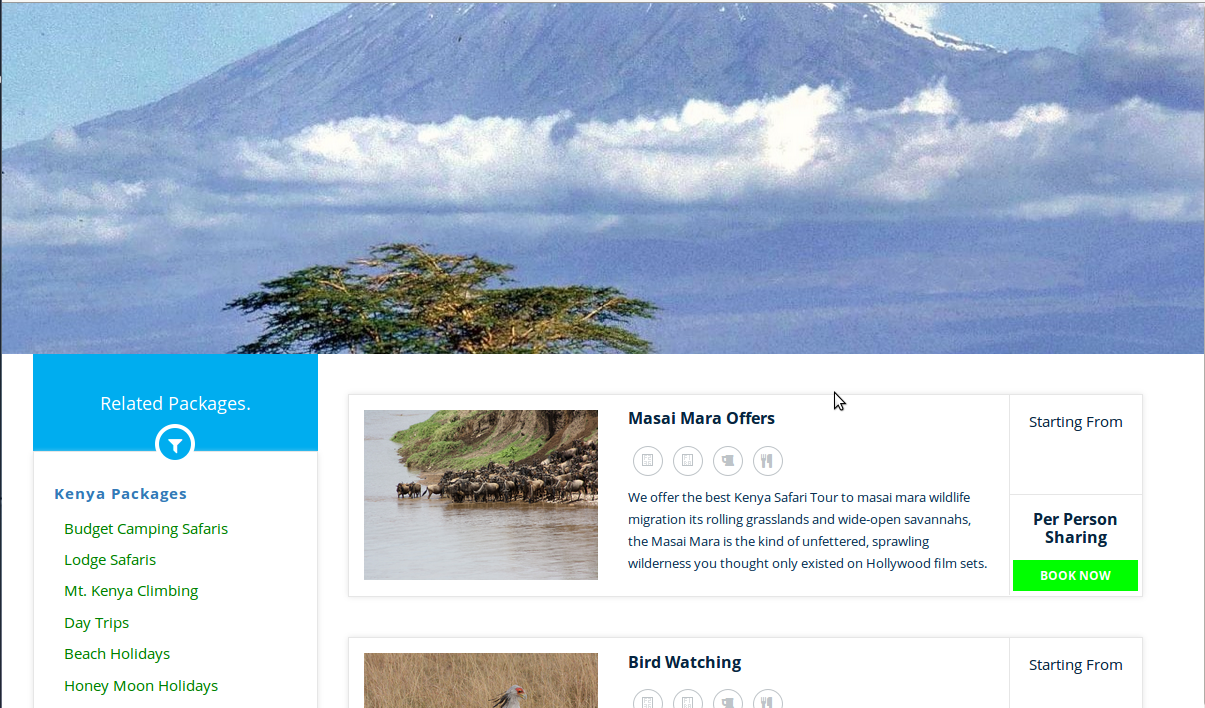 Related Packages.
Kenya Packages
Budget Camping Safaris
Lodge Safaris
Mt. Kenya Climbing
Day Trips
Beach Holidays
Honey Moon Holidays
Masai Mara Offers
We offer the best Kenya Safari Tour to masai mara wildlife
migration its rolling grasslands and wide-open savannahs,
the Masai Mara is the kind of unfettered, sprawling
wilderness you thought only existed on Hollywood film sets.
Starting From
Per Person
Sharing
BOOK NOW
Bird Watching
Starting From